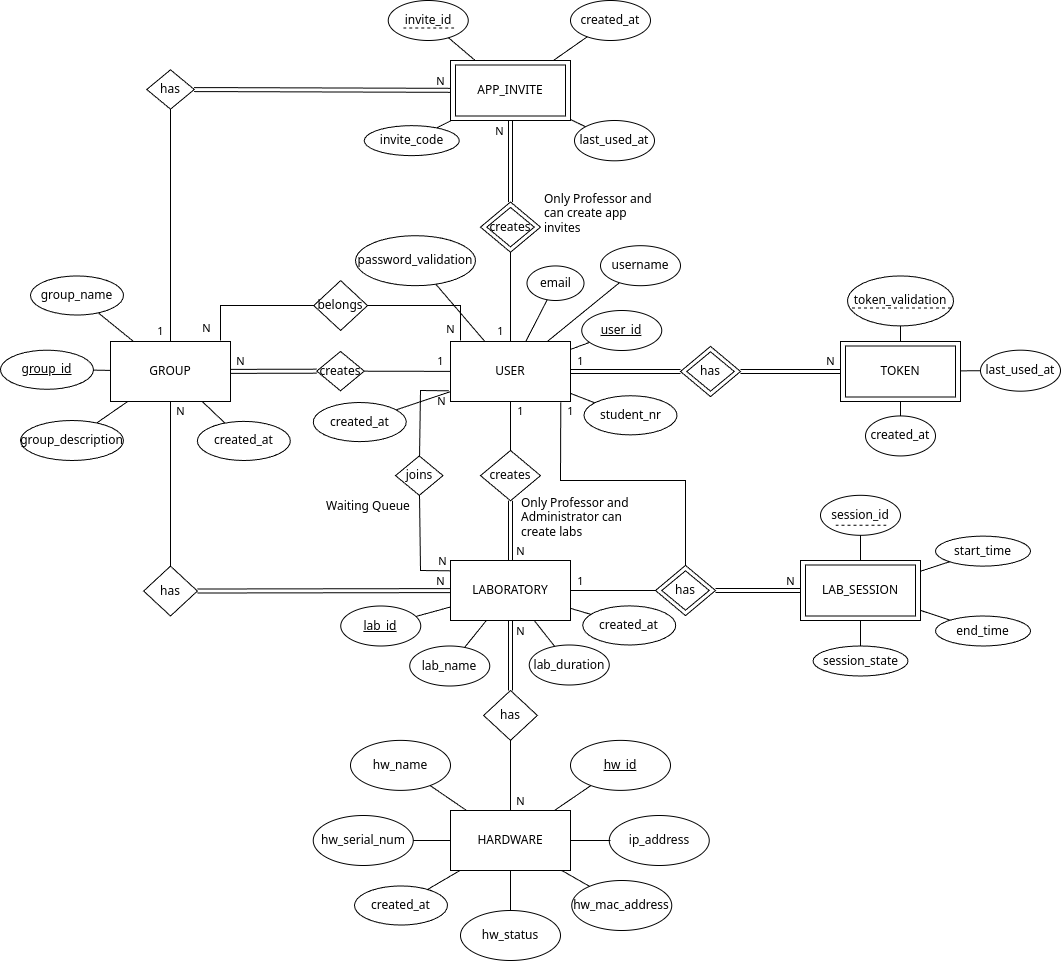 invite_id
created_at
has
N
APP_INVITE
N
invite_code
last_used_at
Only Professor and
can create app
invites
creates
password_validation
username
email
group_name
token_validation
belongs
user_id
1
N
N
1
group_id
GROUP
N
creates
1
USER
1
has
N
TOKEN
last_used_at
created_at
N
1
1
student_nr
N
group_description
created_at
created_at
joins
creates
Waiting Queue
Only Professor and
Administrator can
create labs
session_id
start_time
N
N
has
N
LABORATORY
1
has
N
LAB_SESSION
lab_id
created_at
end_time
N
lab_name
lab_duration
session_state
has
hw_name
hw_id
N
hw_serial_num
HARDWARE
ip_address
created_at
hw_mac_address
hw_status